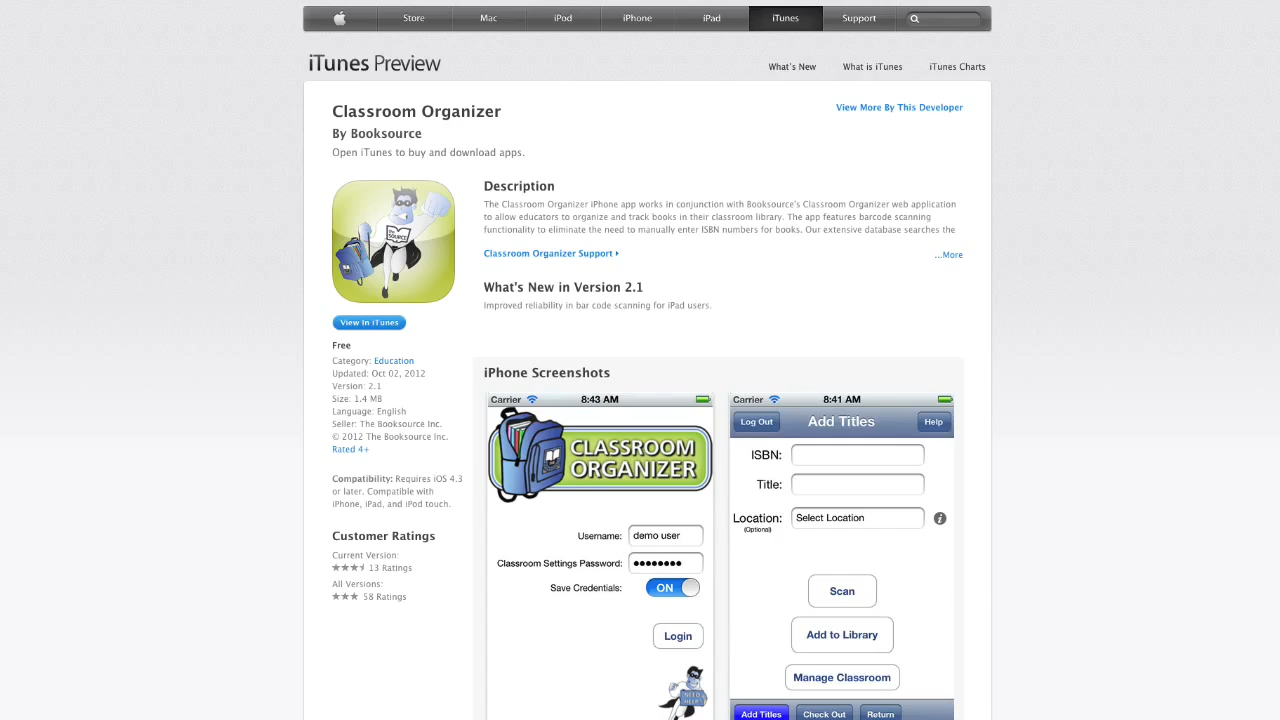 Store
Mac
iPod
iPhone
iPad
iTunes
Support
iTunes Preview
What's New
What is iTunes
iTunes Charts
Classroom Organizer
View More By This Developer
By Booksource
Open iTunes to buy and download apps.
Description
The Classroom Organizer iPhone app works in conjunction with Booksource's Classroom Organizer web application
to allow educators to organize and track books in their classroom library. The app features barcode scanning
functionality to eliminate the need to manually enter ISBN numbers for books. Our extensive database searches the
Classroom Organizer Support
...More
What's New in Version 2.1
Improved reliability in bar code scanning for iPad users.
View In iTunes
Free
Category: Education
Updated: Oct 02, 2012
Version: 2.1
Size: 1.4 MB
Language: English
Seller: The Booksource Inc.
© 2012 The Booksource Inc.
Rated 4+
Compatibility: Requires iOS 4.3
or later. Compatible with
iPhone, iPad, and iPod touch.
Customer Ratings
Current Version:
13 Ratings
All Versions:
58 Ratings
iPhone Screenshots
Carrier 8:43 AM
CLASSROOM
ORGANIZER
Username: demo user
Classroom Settings Password: ●●●●●●●●
Save Credentials: ON
Login
NEED
HELP
Carrier 8:41 AM
Log Out
Add Titles
Help
ISBN:
Title:
Location: Select Location
(Optional)
Scan
Add to Library
Manage Classroom
Add Titles
Check Out
Return